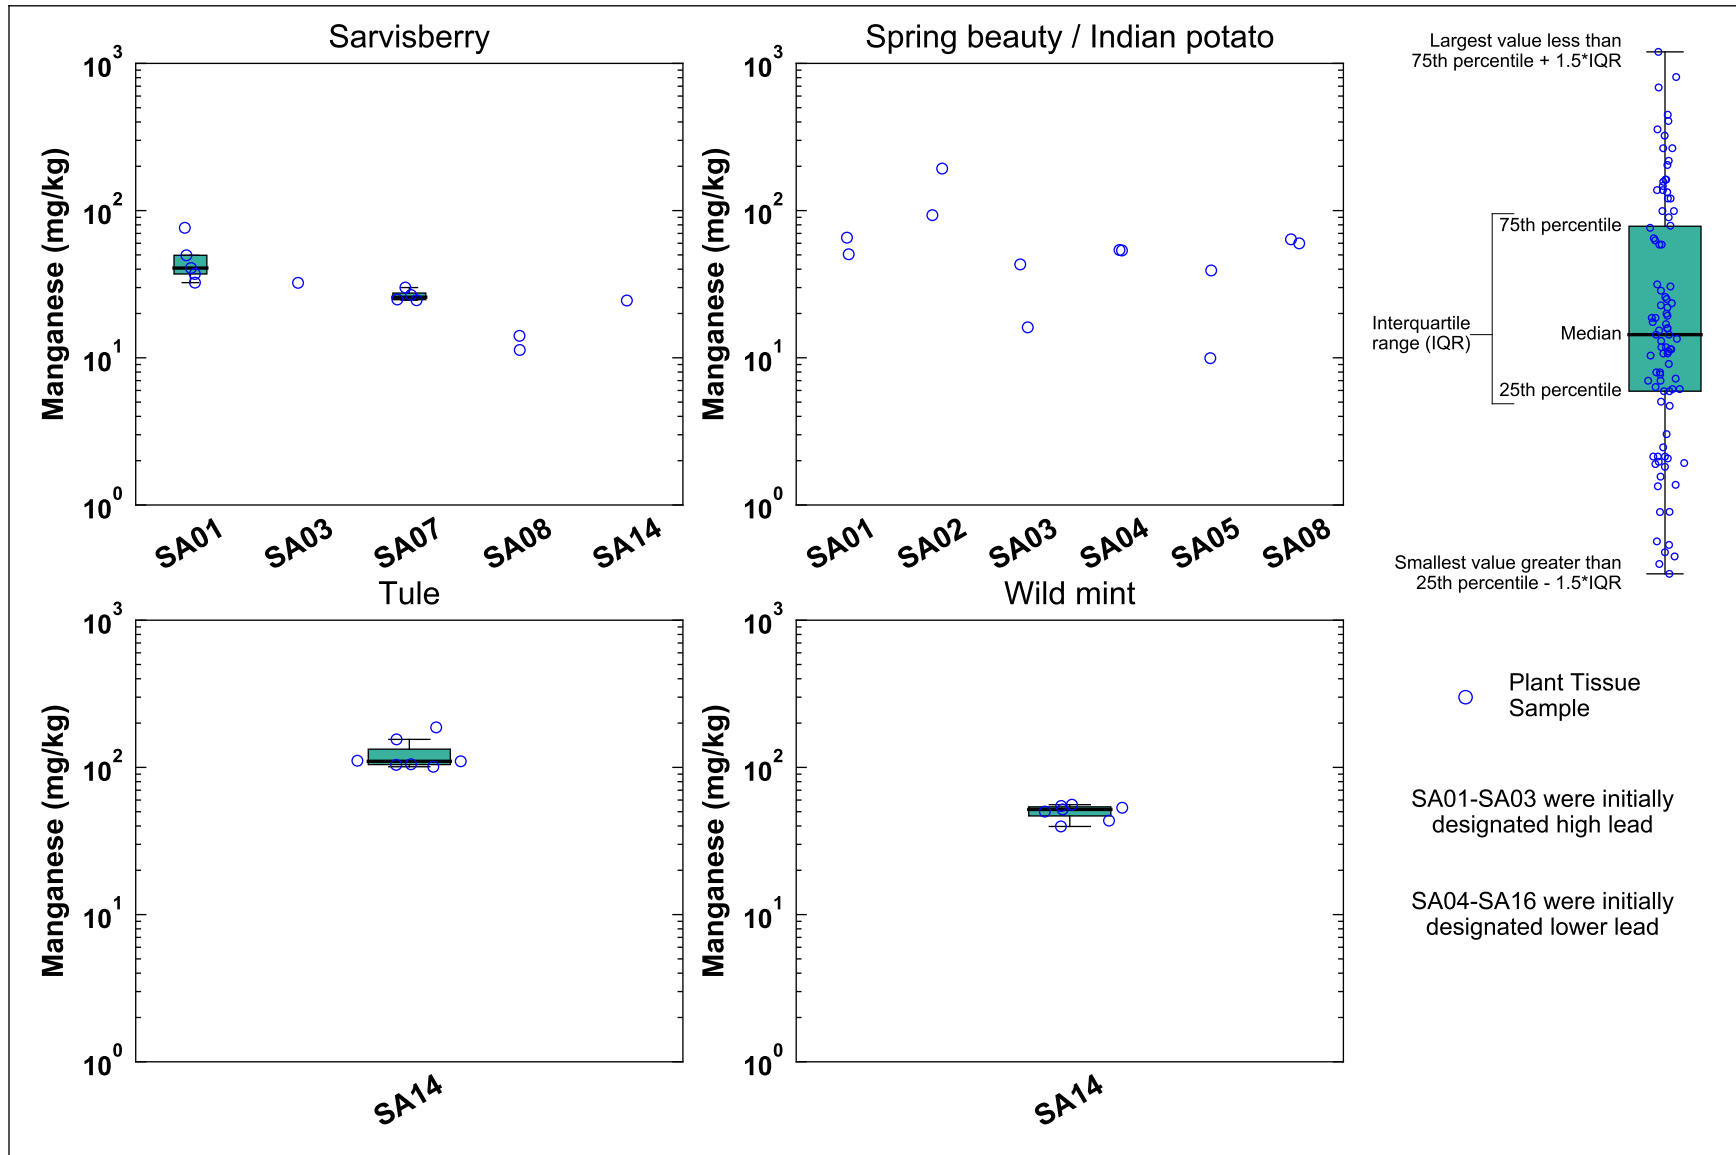 Sarvisberry
Manganese (mg/kg)
10³
10²
10¹
10⁰
SA01
SA03
SA07
SA08
SA14
Spring beauty / Indian potato
Manganese (mg/kg)
10³
10²
10¹
10⁰
SA01
SA02
SA03
SA04
SA05
SA08
Tule
Manganese (mg/kg)
10³
10²
10¹
10⁰
SA14
Wild mint
Manganese (mg/kg)
10³
10²
10¹
10⁰
SA14
Largest value less than
75th percentile + 1.5*IQR
75th percentile
Interquartile
range (IQR)
Median
25th percentile
Smallest value greater than
25th percentile - 1.5*IQR
Plant Tissue
Sample
SA01-SA03 were initially
designated high lead
SA04-SA16 were initially
designated lower lead